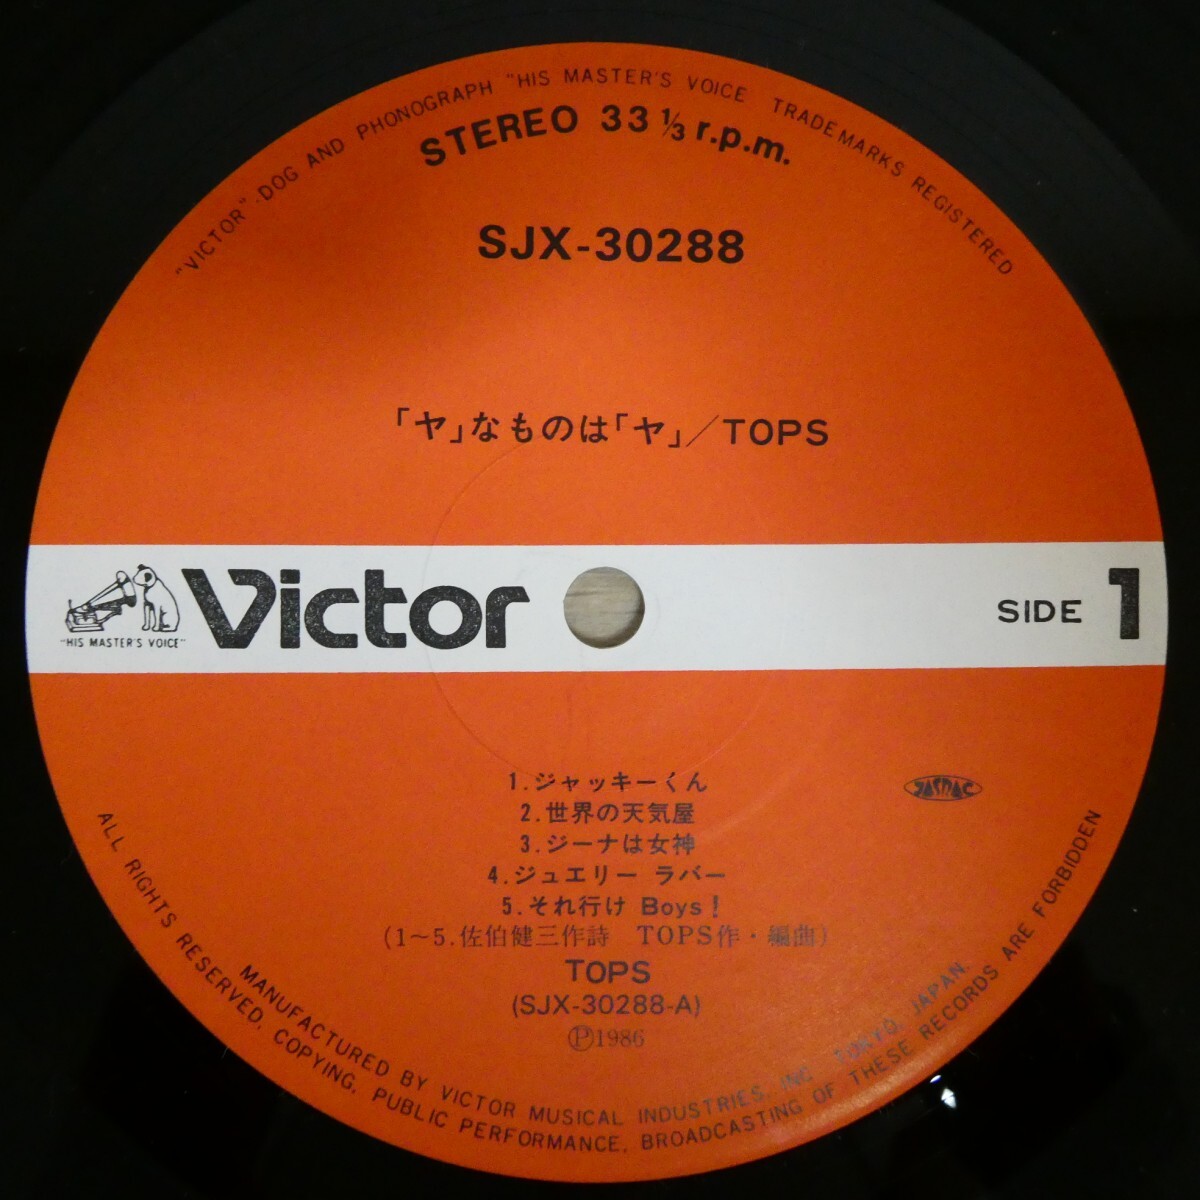 "VICTOR"-DOG AND PHONOGRAPH "HIS MASTER'S VOICE TRADEMARKS REGISTERED
STEREO 33 1/3 r.p.m.
SJX-30288
「ヤ」なものは「ヤ」／TOPS
"HIS MASTER'S VOICE"
Victor
SIDE 1
1.ジャッキーくん
2.世界の天気屋
3.ジーナは女神
4.ジュエリー ラバー
5.それ行け Boys！
(1〜5.佐伯健三作詩 TOPS作・編曲)
TOPS
(SJX-30288-A)
Ⓟ1986
JASRAC
MANUFACTURED BY VICTOR MUSICAL INDUSTRIES, INC. TOKYO, JAPAN.
ALL RIGHTS RESERVED. COPYING, PUBLIC PERFORMANCE, BROADCASTING OF THESE RECORDS ARE FORBIDDEN